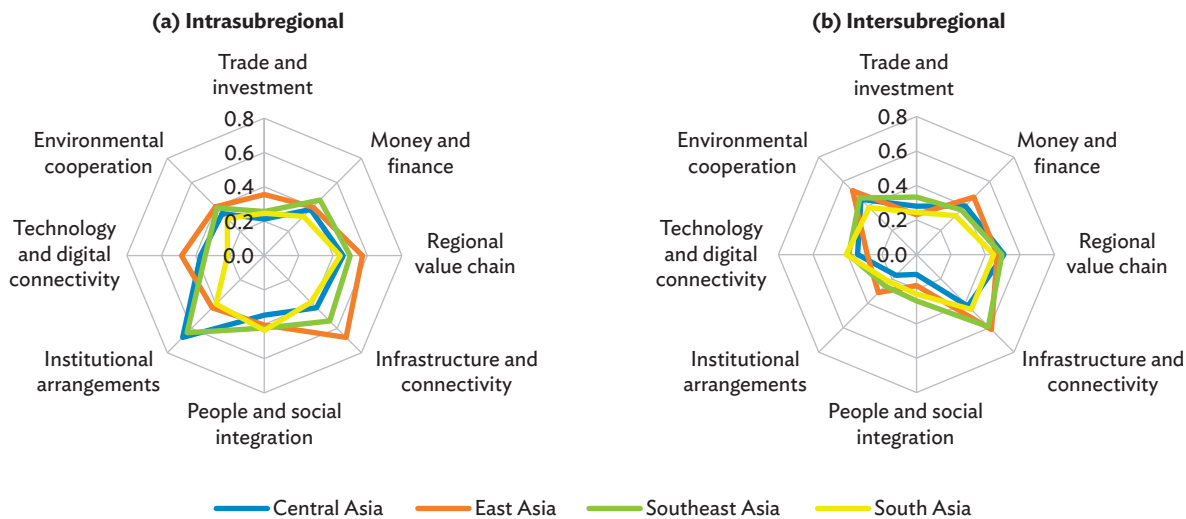 (a) Intrasubregional
Trade and
investment
Money and
finance
Regional
value chain
Infrastructure and
connectivity
People and social
integration
Institutional
arrangements
Technology
and digital
connectivity
Environmental
cooperation
0.8
0.6
0.4
0.2
0.0
(b) Intersubregional
Trade and
investment
Money and
finance
Regional
value chain
Infrastructure and
connectivity
People and social
integration
Institutional
arrangements
Technology
and digital
connectivity
Environmental
cooperation
0.8
0.6
0.4
0.2
0.0
Central Asia
East Asia
Southeast Asia
South Asia